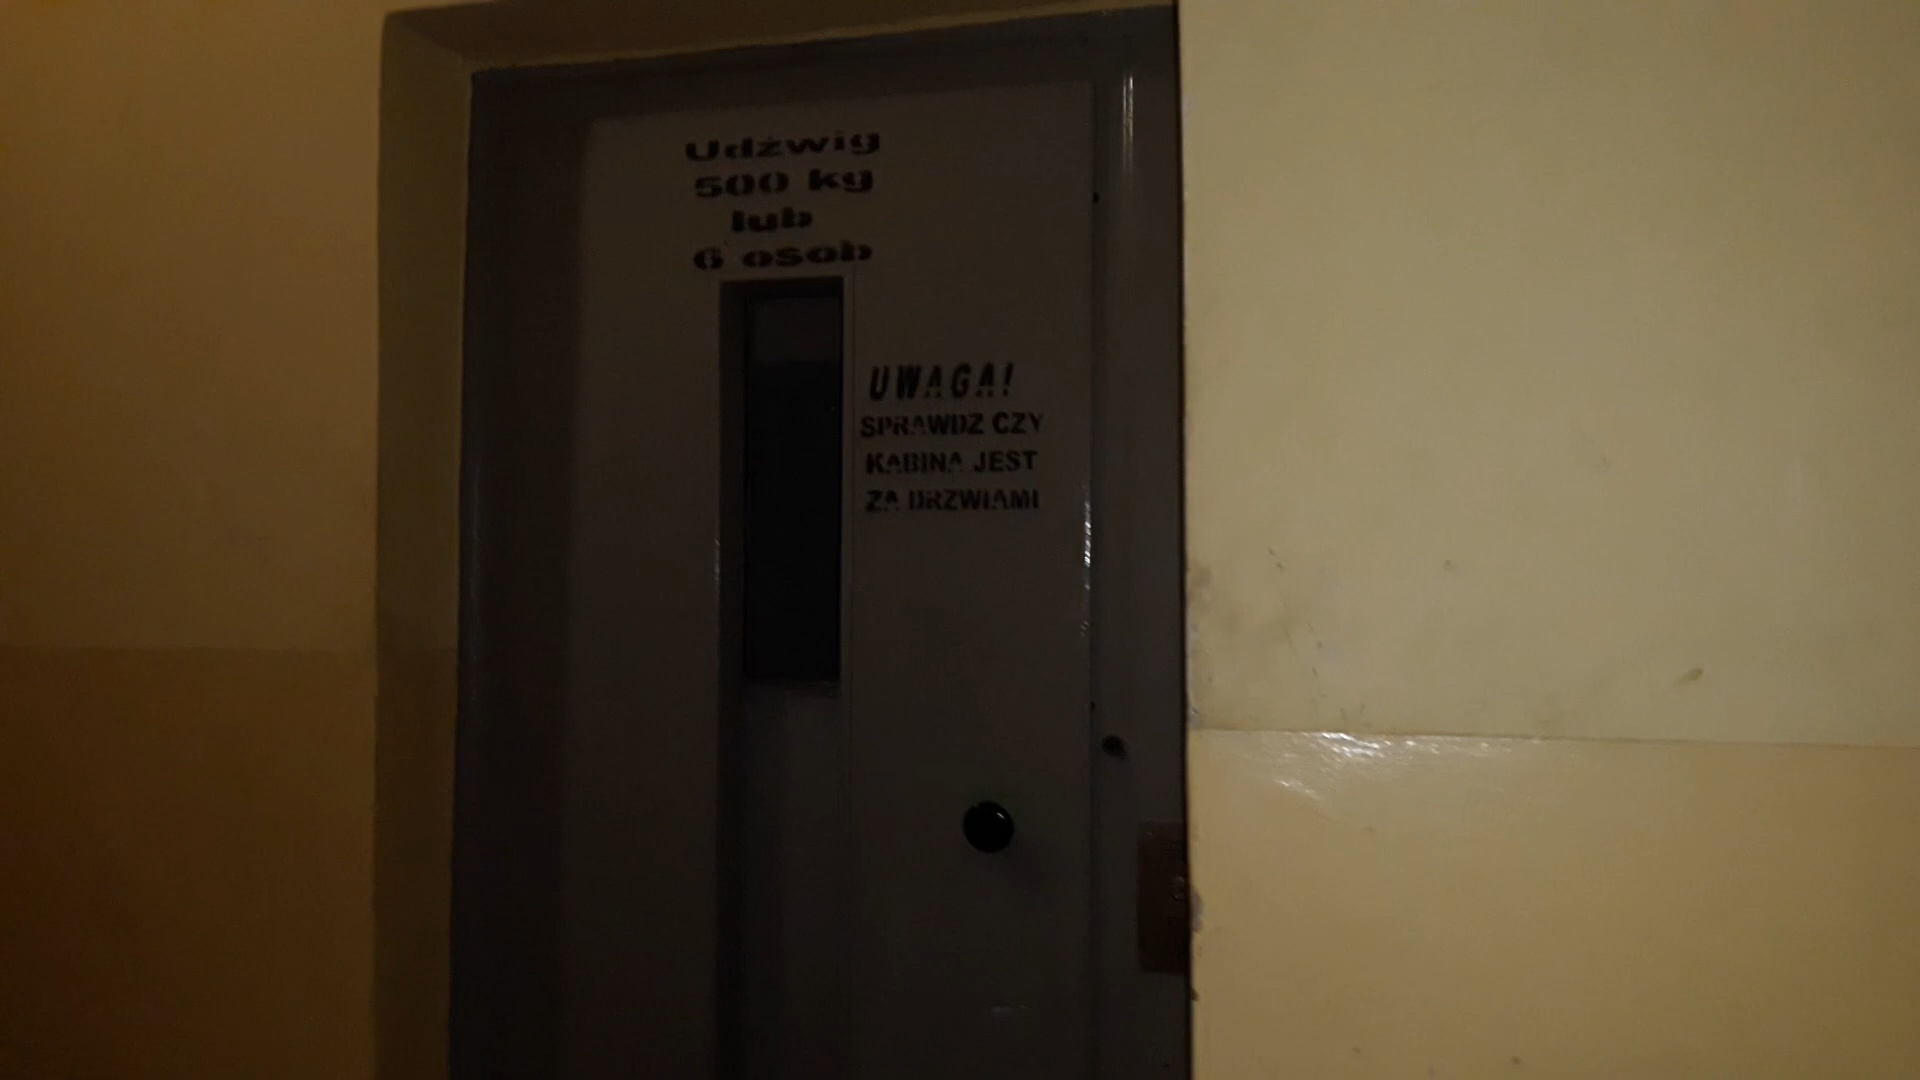 Udźwig
500 kg
lub
6 osob
UWAGA!
SPRAWDZ CZY
KABINA JEST
ZA DRZWIAMI